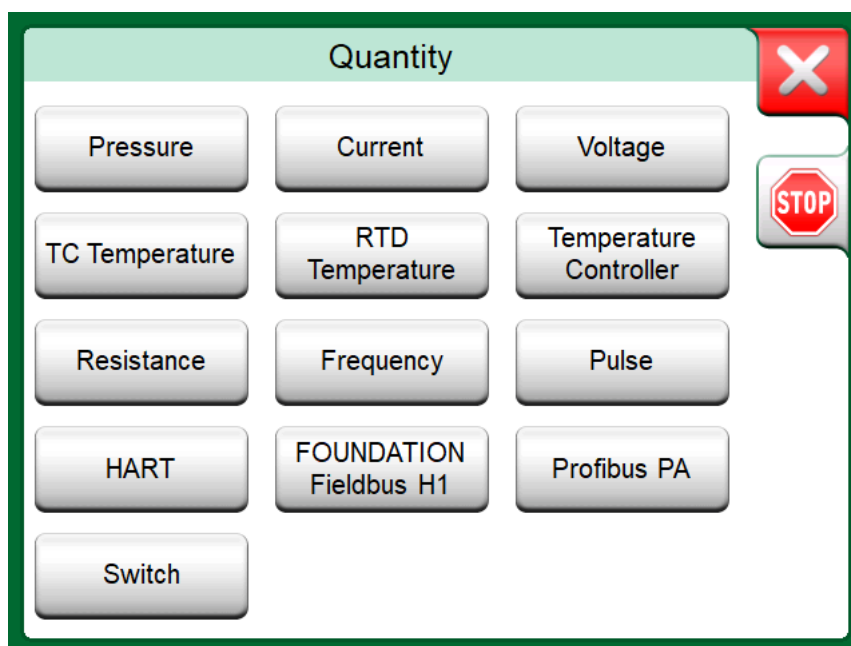 Quantity
Pressure
Current
Voltage
STOP
TC Temperature
RTD
Temperature
Temperature
Controller
Resistance
Frequency
Pulse
HART
FOUNDATION
Fieldbus H1
Profibus PA
Switch